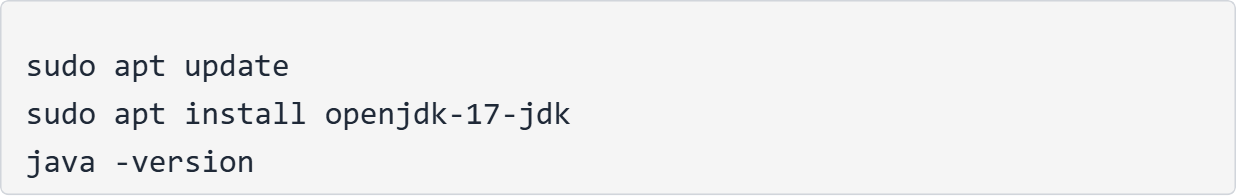 sudo apt update
sudo apt install openjdk-17-jdk
java -version